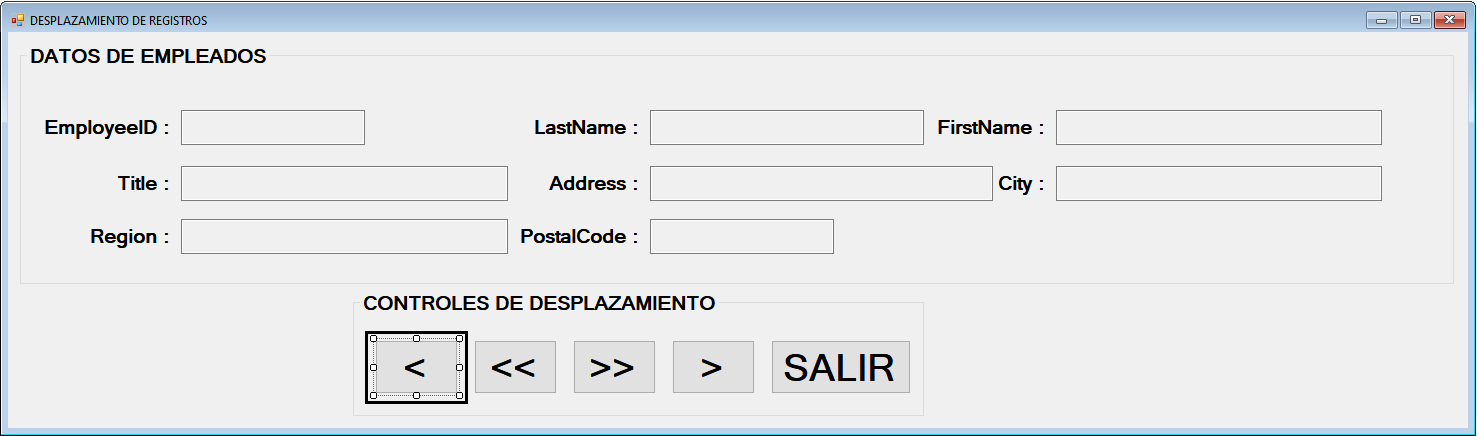 DESPLAZAMIENTO DE REGISTROS
DATOS DE EMPLEADOS
EmployeeID : LastName : FirstName :
Title : Address : City :
Region : PostalCode :
CONTROLES DE DESPLAZAMIENTO
< << >> > SALIR